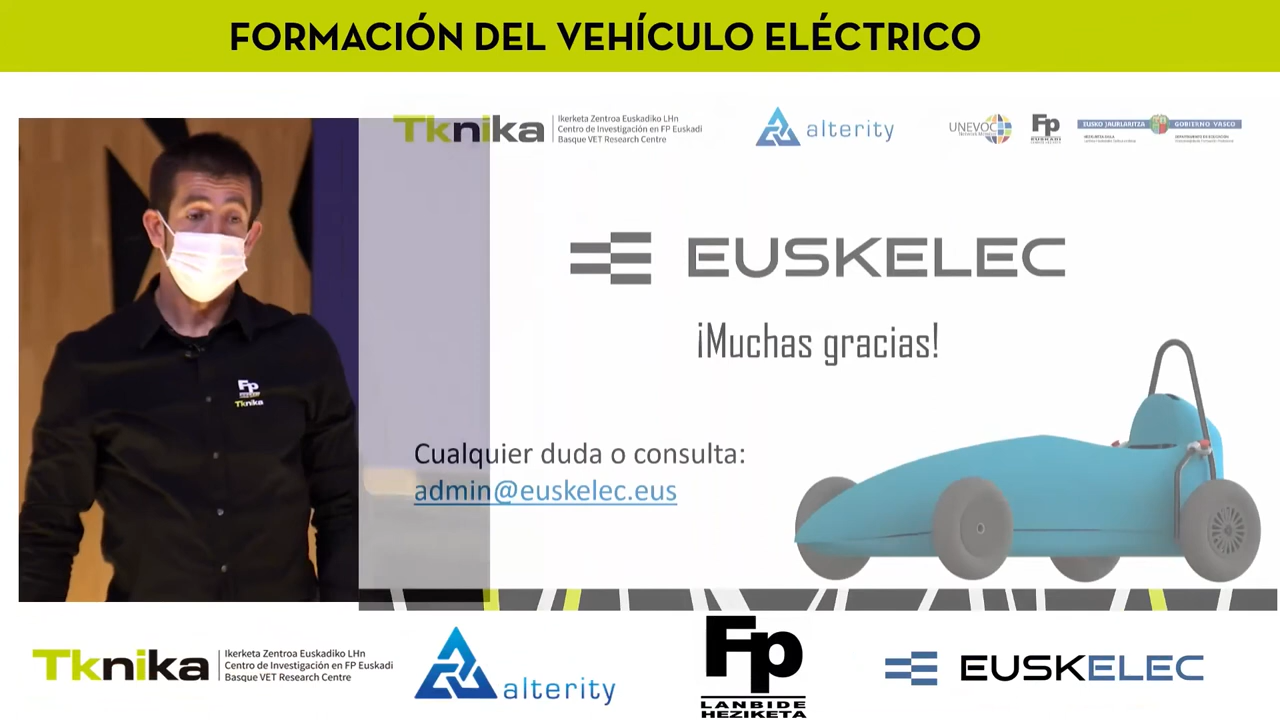 FORMACIÓN DEL VEHÍCULO ELÉCTRICO
Tknika
Ikerketa Zentroa Euskadiko LHn
Centro de Investigación en FP Euskadi
Basque VET Research Centre
alterity
UNEVOC
Fp
EUSKADI
EUSKO JAURLARITZA
GOBIERNO VASCO
EUSKELEC
¡Muchas gracias!
Fp
Tknika
Cualquier duda o consulta:
admin@euskelec.eus
Tknika
Ikerketa Zentroa Euskadiko LHn
Centro de Investigación en FP Euskadi
Basque VET Research Centre
alterity
Fp
LANBIDE
HEZIKETA
EUSKELEC